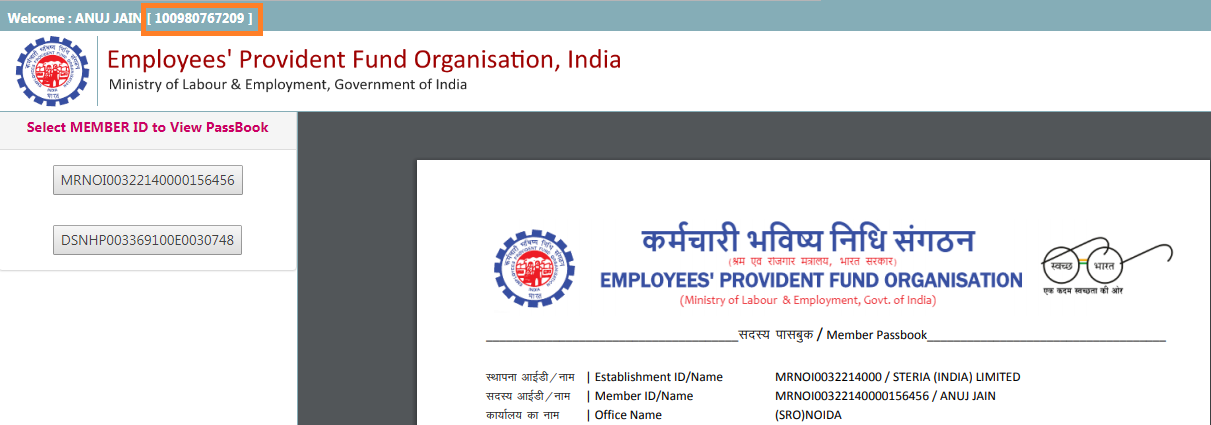 Welcome : ANUJ JAIN [ 100980767209 ]
Employees' Provident Fund Organisation, India
Ministry of Labour & Employment, Government of India
Select MEMBER ID to View PassBook
MRNOI00322140000156456
DSNHP003369100E0030748
कर्मचारी भविष्य निधि संगठन
(श्रम एवं रोजगार मत्रालय, भारत सरकार)
EMPLOYEES' PROVIDENT FUND ORGANISATION
(Ministry of Labour & Employment, Govt. of India)
स्वच्छ भारत
एक कदम स्वच्छता की ओर
सदस्य पासबुक / Member Passbook
स्थापना आईडी/नाम | Establishment ID/Name MRNOI0032214000 / STERIA (INDIA) LIMITED
सदस्य आईडी/नाम | Member ID/Name MRNOI00322140000156456 / ANUJ JAIN
कार्यालय का नाम | Office Name (SRO)NOIDA